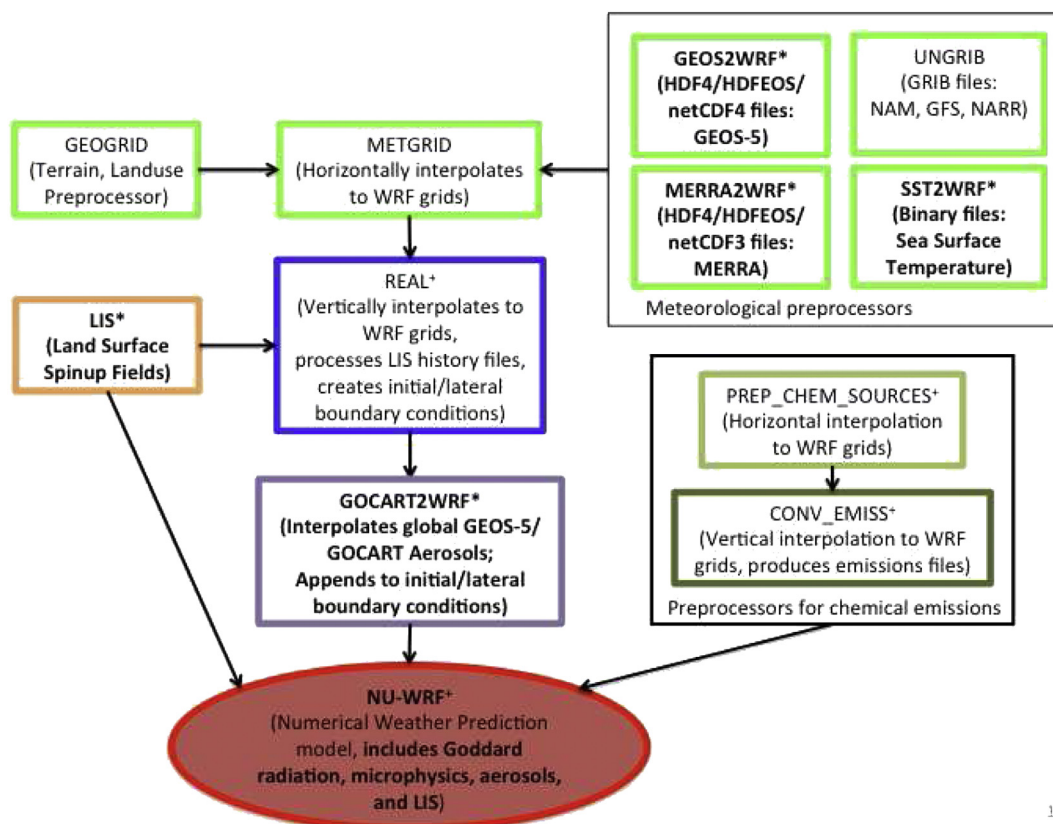 GEOS2WRF*
(HDF4/HDFEOS/
netCDF4 files:
GEOS-5)
UNGRIB
(GRIB files:
NAM, GFS, NARR)
GEOGRID
(Terrain, Landuse
Preprocessor)
METGRID
(Horizontally interpolates
to WRF grids)
MERRA2WRF*
(HDF4/HDFEOS/
netCDF3 files:
MERRA)
SST2WRF*
(Binary files:
Sea Surface
Temperature)
Meteorological preprocessors
LIS*
(Land Surface
Spinup Fields)
REAL⁺
(Vertically interpolates to
WRF grids,
processes LIS history files,
creates initial/lateral
boundary conditions)
PREP_CHEM_SOURCES⁺
(Horizontal interpolation
to WRF grids)
GOCART2WRF*
(Interpolates global GEOS-5/
GOCART Aerosols;
Appends to initial/lateral
boundary conditions)
CONV_EMISS⁺
(Vertical interpolation to WRF
grids, produces emissions files)
Preprocessors for chemical emissions
NU-WRF⁺
(Numerical Weather Prediction
model, includes Goddard
radiation, microphysics, aerosols,
and LIS)
1